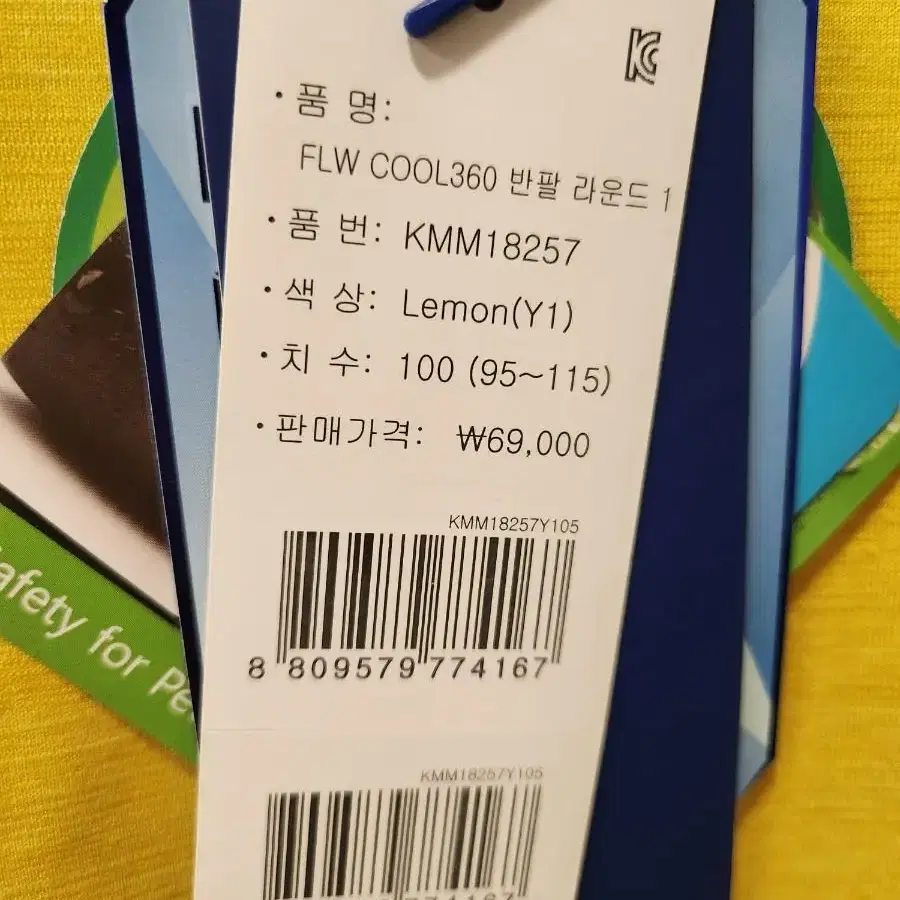 KC
· 품 명:
FLW COOL360 반팔 라운드 1
· 품 번: KMM18257
· 색 상: Lemon(Y1)
· 치 수: 100 (95~115)
· 판매가격: ₩69,000
KMM18257Y105
8 809579 774167
afety for Pe
KMM18257Y105
774167